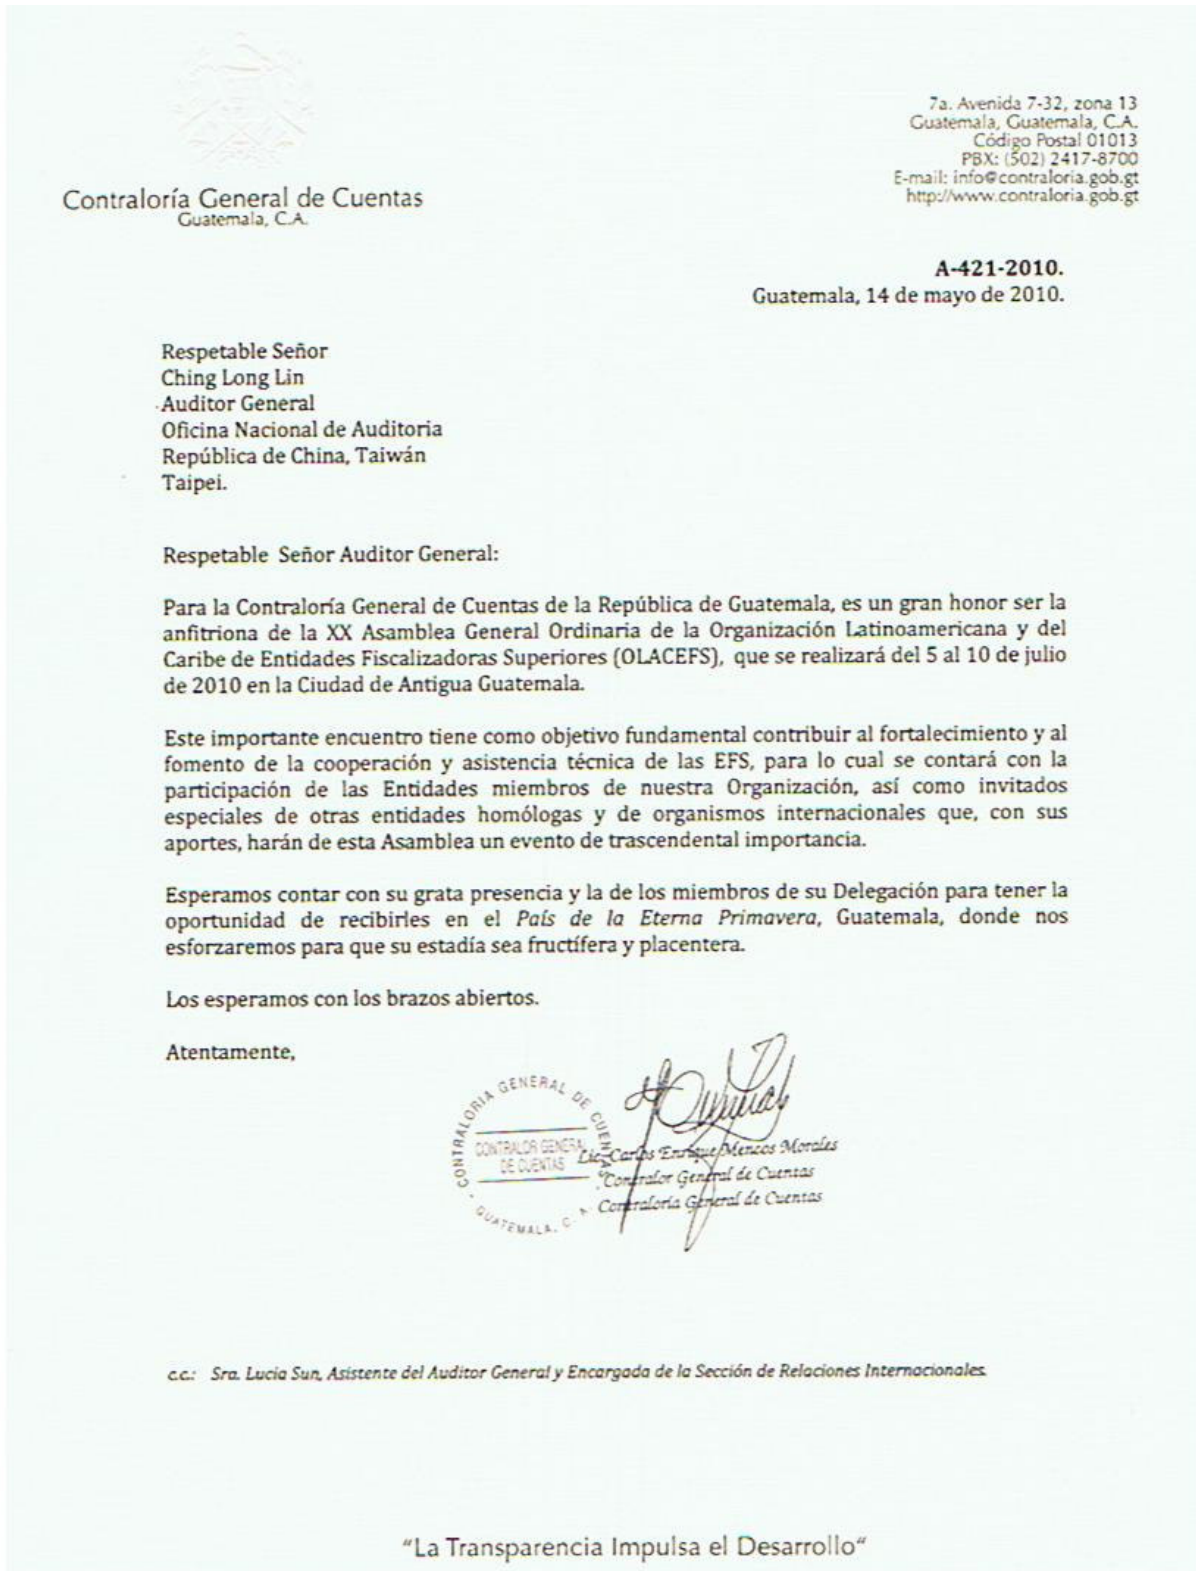 Contraloría General de Cuentas
Guatemala, C.A.
7a. Avenida 7-32, zona 13
Guatemala, Guatemala, C.A.
Código Postal 01013
PBX: (502) 2417-8700
E-mail: info@contraloria.gob.gt
http://www.contraloria.gob.gt
A-421-2010.
Guatemala, 14 de mayo de 2010.
Respetable Señor
Ching Long Lin
Auditor General
Oficina Nacional de Auditoria
República de China, Taiwán
Taipei.
Respetable Señor Auditor General:
Para la Contraloría General de Cuentas de la República de Guatemala, es un gran honor ser la
anfitriona de la XX Asamblea General Ordinaria de la Organización Latinoamericana y del
Caribe de Entidades Fiscalizadoras Superiores (OLACEFS), que se realizará del 5 al 10 de julio
de 2010 en la Ciudad de Antigua Guatemala.
Este importante encuentro tiene como objetivo fundamental contribuir al fortalecimiento y al
fomento de la cooperación y asistencia técnica de las EFS, para lo cual se contará con la
participación de las Entidades miembros de nuestra Organización, así como invitados
especiales de otras entidades homólogas y de organismos internacionales que, con sus
aportes, harán de esta Asamblea un evento de trascendental importancia.
Esperamos contar con su grata presencia y la de los miembros de su Delegación para tener la
oportunidad de recibirles en el País de la Eterna Primavera, Guatemala, donde nos
esforzaremos para que su estadía sea fructífera y placentera.
Los esperamos con los brazos abiertos.
Atentamente,
CONTRALORIA GENERAL DE CUENTAS
CONTRALOR GENERAL
DE CUENTAS
GUATEMALA, C. A.
Lic. Carlos Enrique Mencos Morales
Contralor General de Cuentas
Contraloría General de Cuentas
c.c.: Sra. Lucia Sun, Asistente del Auditor General y Encargada de la Sección de Relaciones Internacionales.
"La Transparencia Impulsa el Desarrollo"